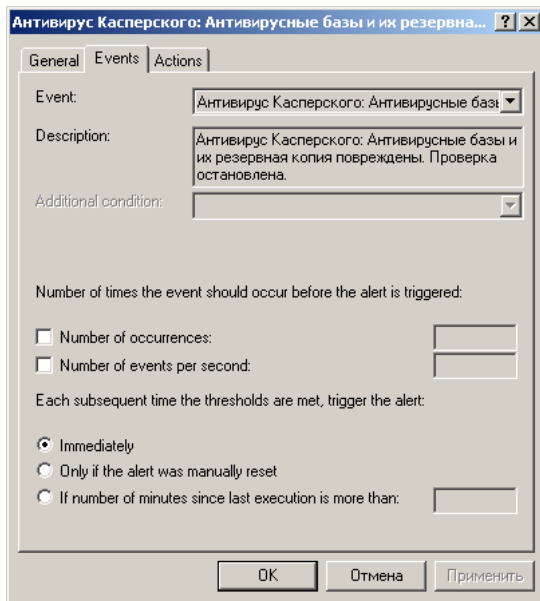 Антивирус Касперского: Антивирусные базы и их резервна...
General Events Actions
Event: Антивирус Касперского: Антивирусные базы
Description: Антивирус Касперского: Антивирусные базы и
их резервная копия повреждены. Проверка
остановлена.
Additional condition:
Number of times the event should occur before the alert is triggered:
Number of occurrences:
Number of events per second:
Each subsequent time the thresholds are met, trigger the alert:
Immediately
Only if the alert was manually reset
If number of minutes since last execution is more than:
OK Отмена Применить